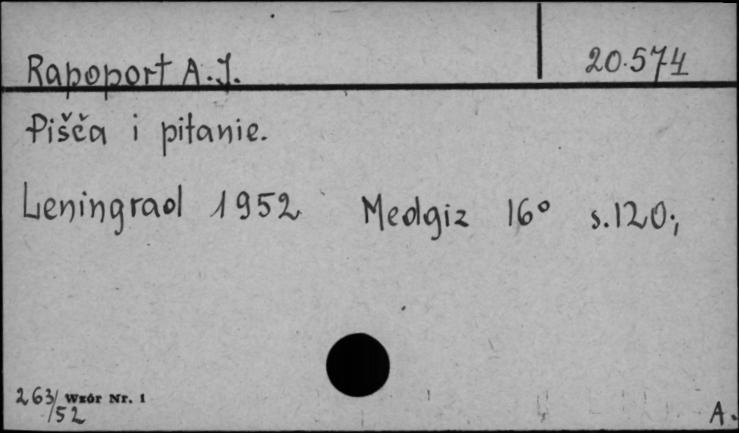 Rapoport A.J.
20.574
Pišča i pitanie.
Leningrad 1952 Medgiz 16° s.120.;
263/52 Wzór Nr. 1
A.